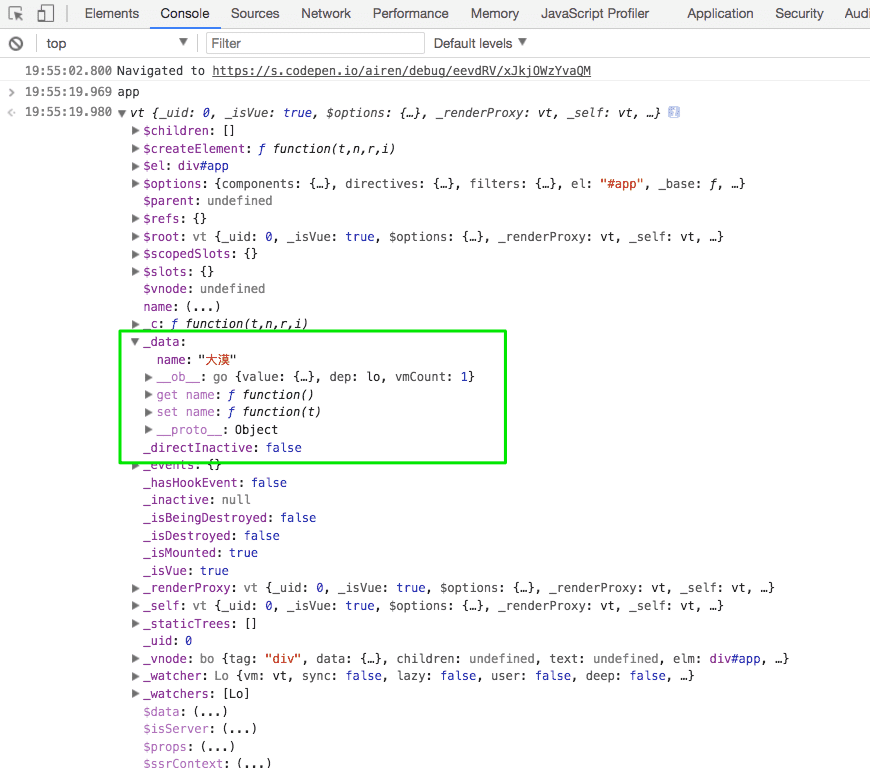 Elements Console Sources Network Performance Memory JavaScript Profiler Application Security Audi
top Filter Default levels
19:55:02.800 Navigated to https://s.codepen.io/airen/debug/eevdRV/xJkjOWzYvaQM
19:55:19.969 app
19:55:19.980 vt {_uid: 0, _isVue: true, $options: {…}, _renderProxy: vt, _self: vt, …} i
$children: []
$createElement: ƒ function(t,n,r,i)
$el: div#app
$options: {components: {…}, directives: {…}, filters: {…}, el: "#app", _base: ƒ, …}
$parent: undefined
$refs: {}
$root: vt {_uid: 0, _isVue: true, $options: {…}, _renderProxy: vt, _self: vt, …}
$scopedSlots: {}
$slots: {}
$vnode: undefined
name: (...)
_c: ƒ function(t,n,r,i)
_data:
name: "大漠"
__ob__: go {value: {…}, dep: lo, vmCount: 1}
get name: ƒ function()
set name: ƒ function(t)
__proto__: Object
_directInactive: false
_events: {}
_hasHookEvent: false
_inactive: null
_isBeingDestroyed: false
_isDestroyed: false
_isMounted: true
_isVue: true
_renderProxy: vt {_uid: 0, _isVue: true, $options: {…}, _renderProxy: vt, _self: vt, …}
_self: vt {_uid: 0, _isVue: true, $options: {…}, _renderProxy: vt, _self: vt, …}
_staticTrees: []
_uid: 0
_vnode: bo {tag: "div", data: {…}, children: undefined, text: undefined, elm: div#app, …}
_watcher: Lo {vm: vt, sync: false, lazy: false, user: false, deep: false, …}
_watchers: [Lo]
$data: (...)
$isServer: (...)
$props: (...)
$ssrContext: (...)